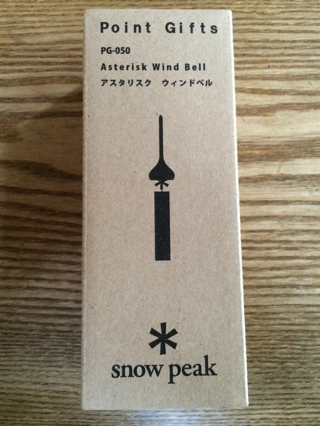 Point Gifts
PG-050
Asterisk Wind Bell
アスタリスク ウィンドベル
snow peak